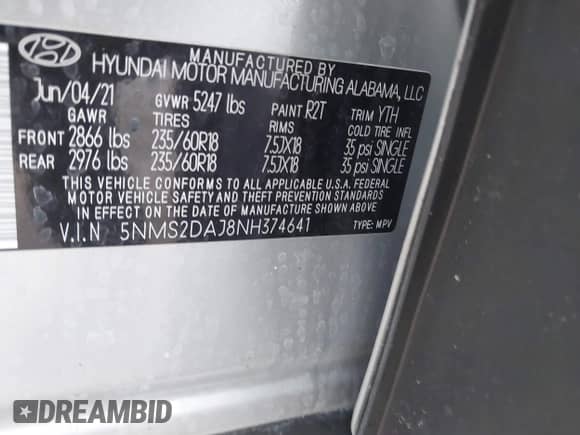 MANUFACTURED BY
HYUNDAI MOTOR MANUFACTURING ALABAMA, LLC
Jun/04/21 GVWR 5247 lbs PAINT R2T TRIM YTH
GAWR TIRES RIMS COLD TIRE INFL
FRONT 2866 lbs 235/60R18 7.5JX18 35 psi SINGLE
REAR 2976 lbs 235/60R18 7.5JX18 35 psi SINGLE
THIS VEHICLE CONFORMS TO ALL APPLICABLE U.S.A. FEDERAL
MOTOR VEHICLE SAFETY AND THEFT PREVENTION STANDARDS
IN EFFECT ON THE DATE OF MANUFACTURE SHOWN ABOVE.
V.I.N 5NMS2DAJ8NH374641 TYPE: MPV
DREAMBID